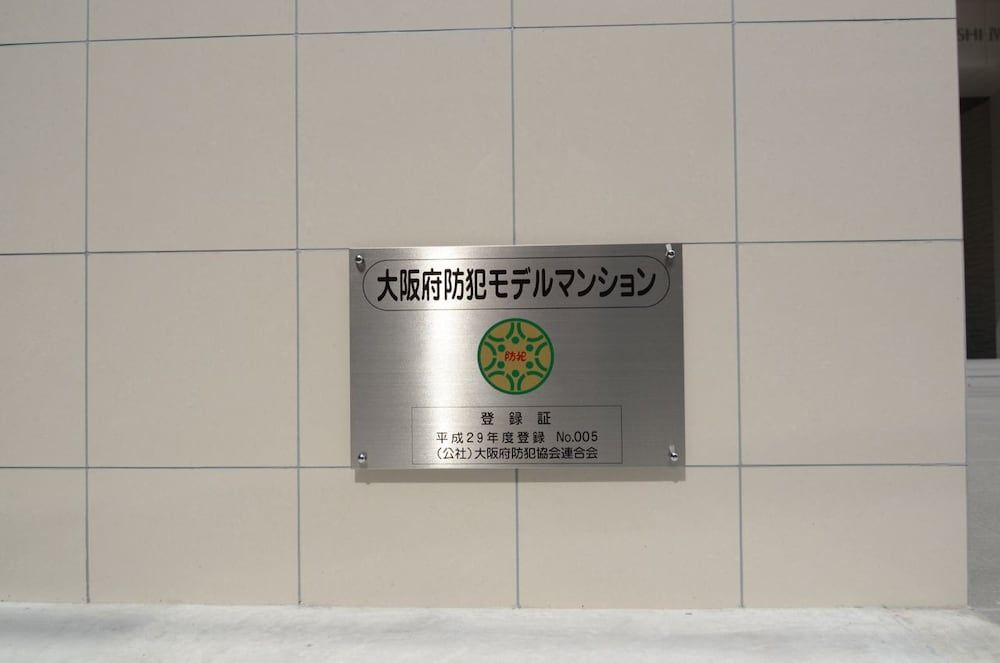 大阪府防犯モデルマンション
防犯
登録証
平成29年度登録 No.005
(公社)大阪府防犯協会連合会